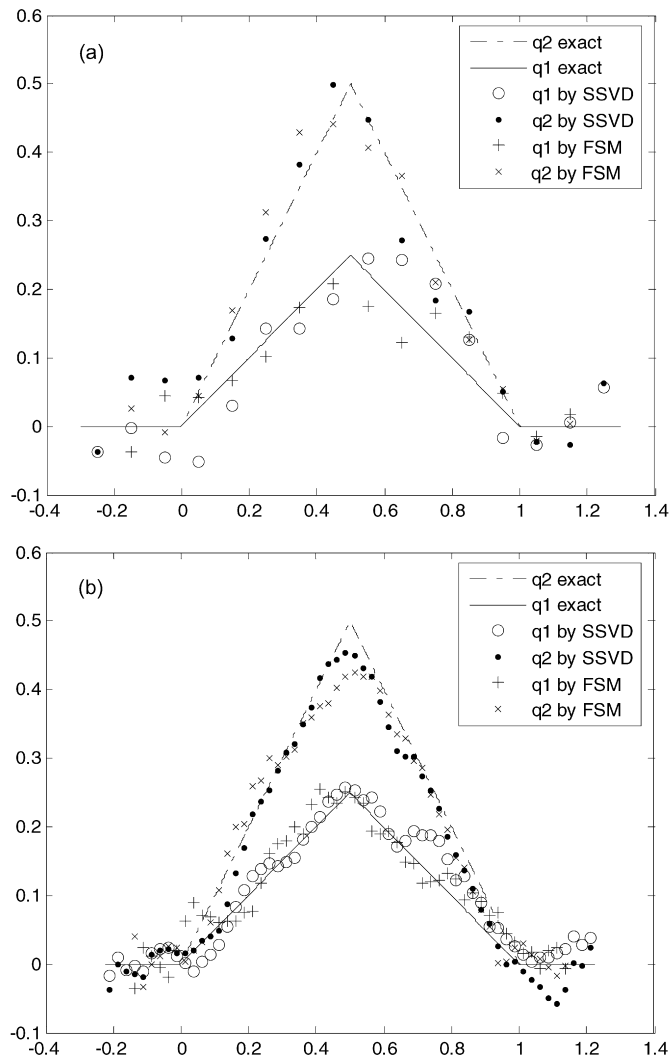 0.6
(a)
q2 exact
q1 exact
0.5
q1 by SSVD
q2 by SSVD
q1 by FSM
0.4
q2 by FSM
0.3
0.2
0.1
0
-0.1
-0.4 -0.2 0 0.2 0.4 0.6 0.8 1 1.2 1.4
0.6
(b)
q2 exact
q1 exact
0.5
q1 by SSVD
q2 by SSVD
q1 by FSM
0.4
q2 by FSM
0.3
0.2
0.1
0
-0.1
-0.4 -0.2 0 0.2 0.4 0.6 0.8 1 1.2 1.4